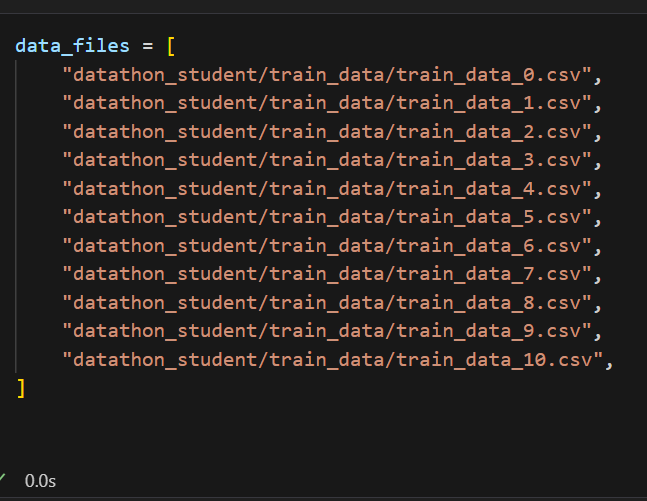 data_files = [
    "datathon_student/train_data/train_data_0.csv",
    "datathon_student/train_data/train_data_1.csv",
    "datathon_student/train_data/train_data_2.csv",
    "datathon_student/train_data/train_data_3.csv",
    "datathon_student/train_data/train_data_4.csv",
    "datathon_student/train_data/train_data_5.csv",
    "datathon_student/train_data/train_data_6.csv",
    "datathon_student/train_data/train_data_7.csv",
    "datathon_student/train_data/train_data_8.csv",
    "datathon_student/train_data/train_data_9.csv",
    "datathon_student/train_data/train_data_10.csv",
]
0.0s